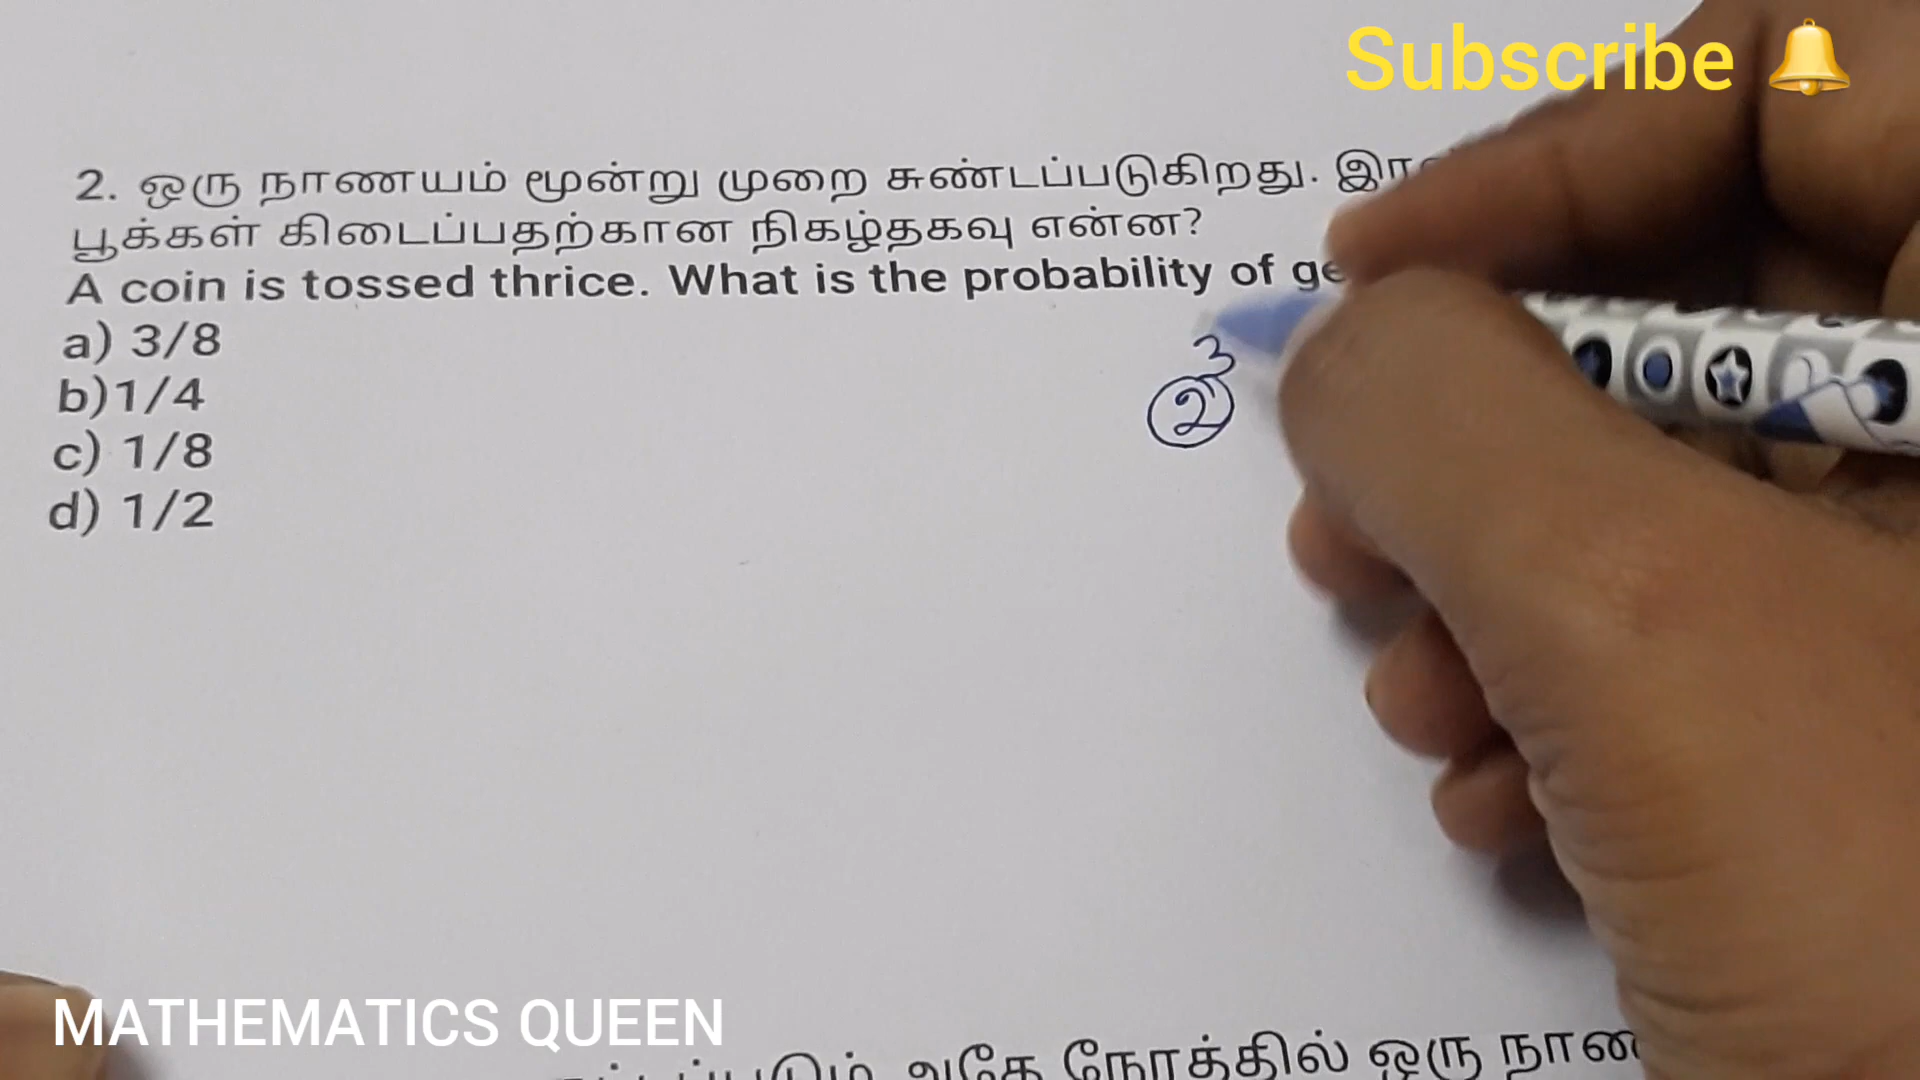 Subscribe 🔔
2. ஒரு நாணயம் மூன்று முறை சுண்டப்படுகிறது.
பூக்கள் கிடைப்பதற்கான நிகழ்தகவு என்ன?
A coin is tossed thrice. What is the probability of
a) 3/8
b)1/4
c) 1/8
d) 1/2
3
2
MATHEMATICS QUEEN
அதே நேரத்தில் ஒரு